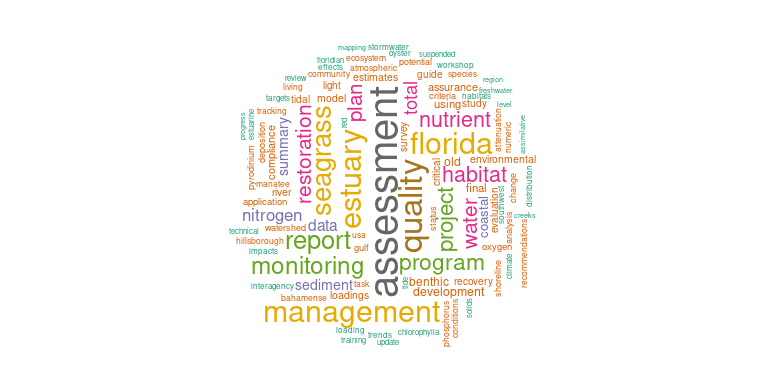 mapping
stormwater
floridian
ecosystem
oyster
suspended
effects
atmospheric
potential
workshop
review
community
estimates
guide
species
region
living
light
plan
total
assurance
freshwater
targets
tidal
model
using
study
criteria
habitats
level
progress
estuarine
tracking
restoration
seagrass
estuary
red
assessment
survey
nutrient
florida
attenuation
numeric
assimilative
deposition
compliance
summary
quality
critical
old
environmental
pyrodinium
manatee
river
habitat
application
status
project
water
final
coastal
evaluation
southwest
change
distribution
nitrogen
watershed
data
usa
creeks
technical
hillsborough
report
gulf
analysis
recommendations
impacts
monitoring
program
oxygen
climate
interagency
sediment
task
tide
benthic
recovery
shoreline
bahamense
loadings
development
management
phosphorus
conditions
solids
loading
trends
chlorophylla
training
update